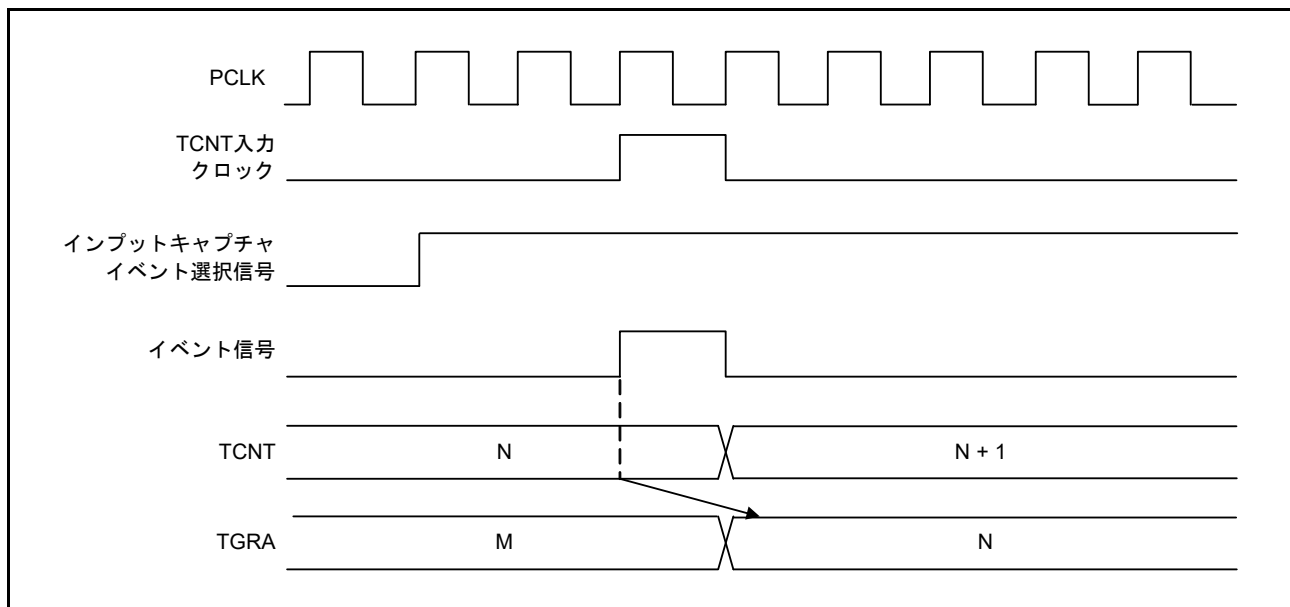 PCLK
TCNT入力
クロック
インプットキャプチャ
イベント選択信号
イベント信号
TCNT
N
N + 1
TGRA
M
N